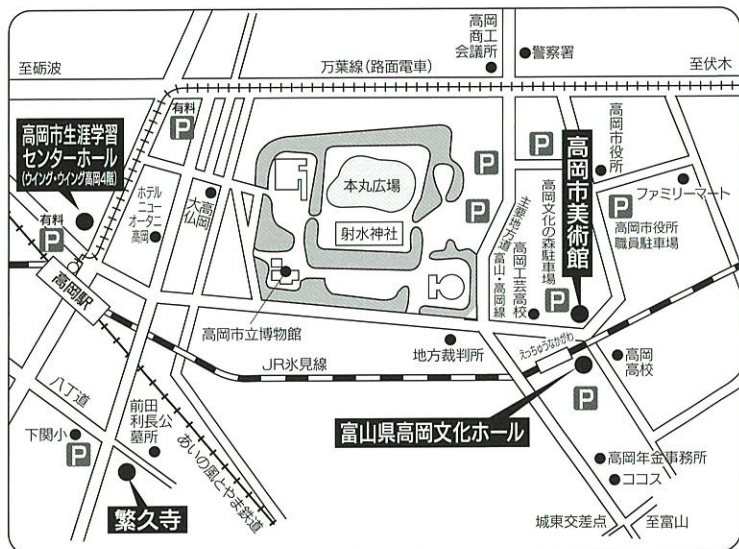 至砺波
万葉線（路面電車）
高岡
商工
会議所
警察署
至伏木
高岡市生涯学習
センターホール
（ウイング・ウイング高岡4階）
有料
P
有料
P
ホテル
ニュー
オータニ
高岡
高岡
大仏
本丸広場
射水神社
高岡市立博物館
P
P
P
高岡市役所
ファミリーマート
P
高岡市役所
職員駐車場
高岡市美術館
高岡文化の森駐車場
P
高岡工芸高校
主要地方道
富山・高岡線
高岡駅
JR氷見線
地方裁判所
えっちゅうなかがわ
高岡
高校
P
富山県高岡文化ホール
八丁道
下関小
P
前田
利長公
墓所
繁久寺
あいの風とやま鉄道
高岡年金事務所
ココス
城東交差点
至富山